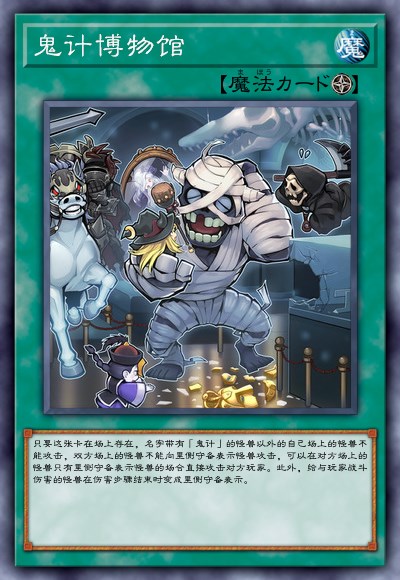 鬼计博物馆
魔
まほう
【魔法カード】
只要这张卡在场上存在，名字带有「鬼计」的怪兽以外的自己场上的怪兽不
能攻击，双方场上的怪兽不能向里侧守备表示怪兽攻击，可以在对方场上的
怪兽只有里侧守备表示怪兽的场合直接攻击对方玩家。此外，给与玩家战斗
伤害的怪兽在伤害步骤结束时变成里侧守备表示。